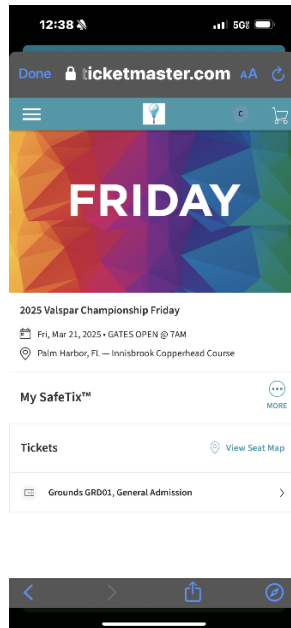 12:38
5G
Done
ticketmaster.com
AA
C
FRIDAY
2025 Valspar Championship Friday
Fri, Mar 21, 2025 • GATES OPEN @ 7AM
Palm Harbor, FL — Innisbrook Copperhead Course
My SafeTix™
MORE
Tickets
View Seat Map
Grounds GRD01, General Admission